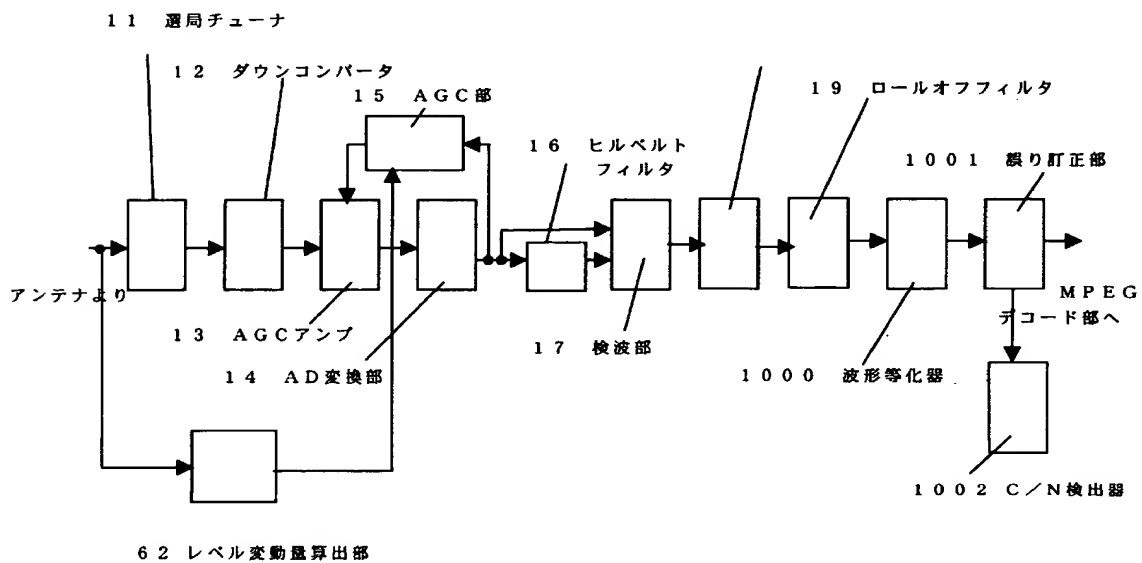 11 選局チューナ
12 ダウンコンバータ
15 AGC部
19 ロールオフフィルタ
16 ヒルベルト
フィルタ
1001 誤り訂正部
アンテナより
MPEG
デコード部へ
13 AGCアンプ
17 検波部
14 AD変換部
1000 波形等化器
1002 C/N検出器
62 レベル変動量算出部